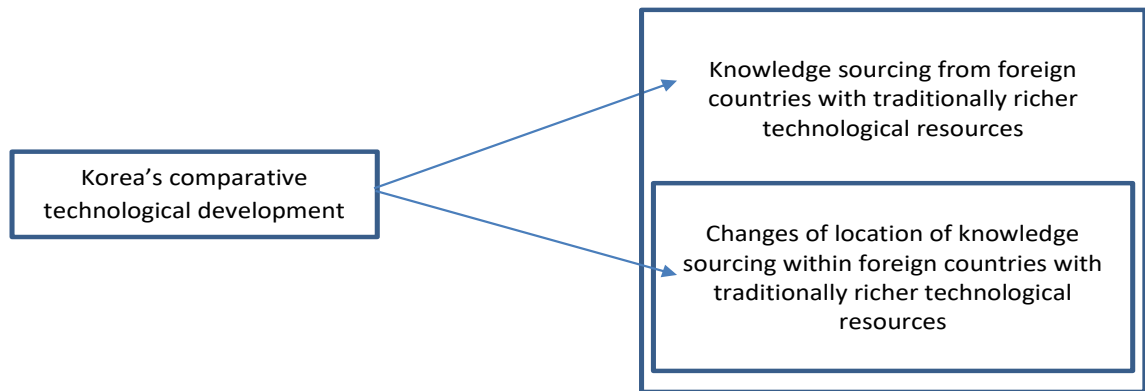 Knowledge sourcing from foreign
countries with traditionally richer
technological resources
Korea’s comparative
technological development
Changes of location of knowledge
sourcing within foreign countries with
traditionally richer technological
resources